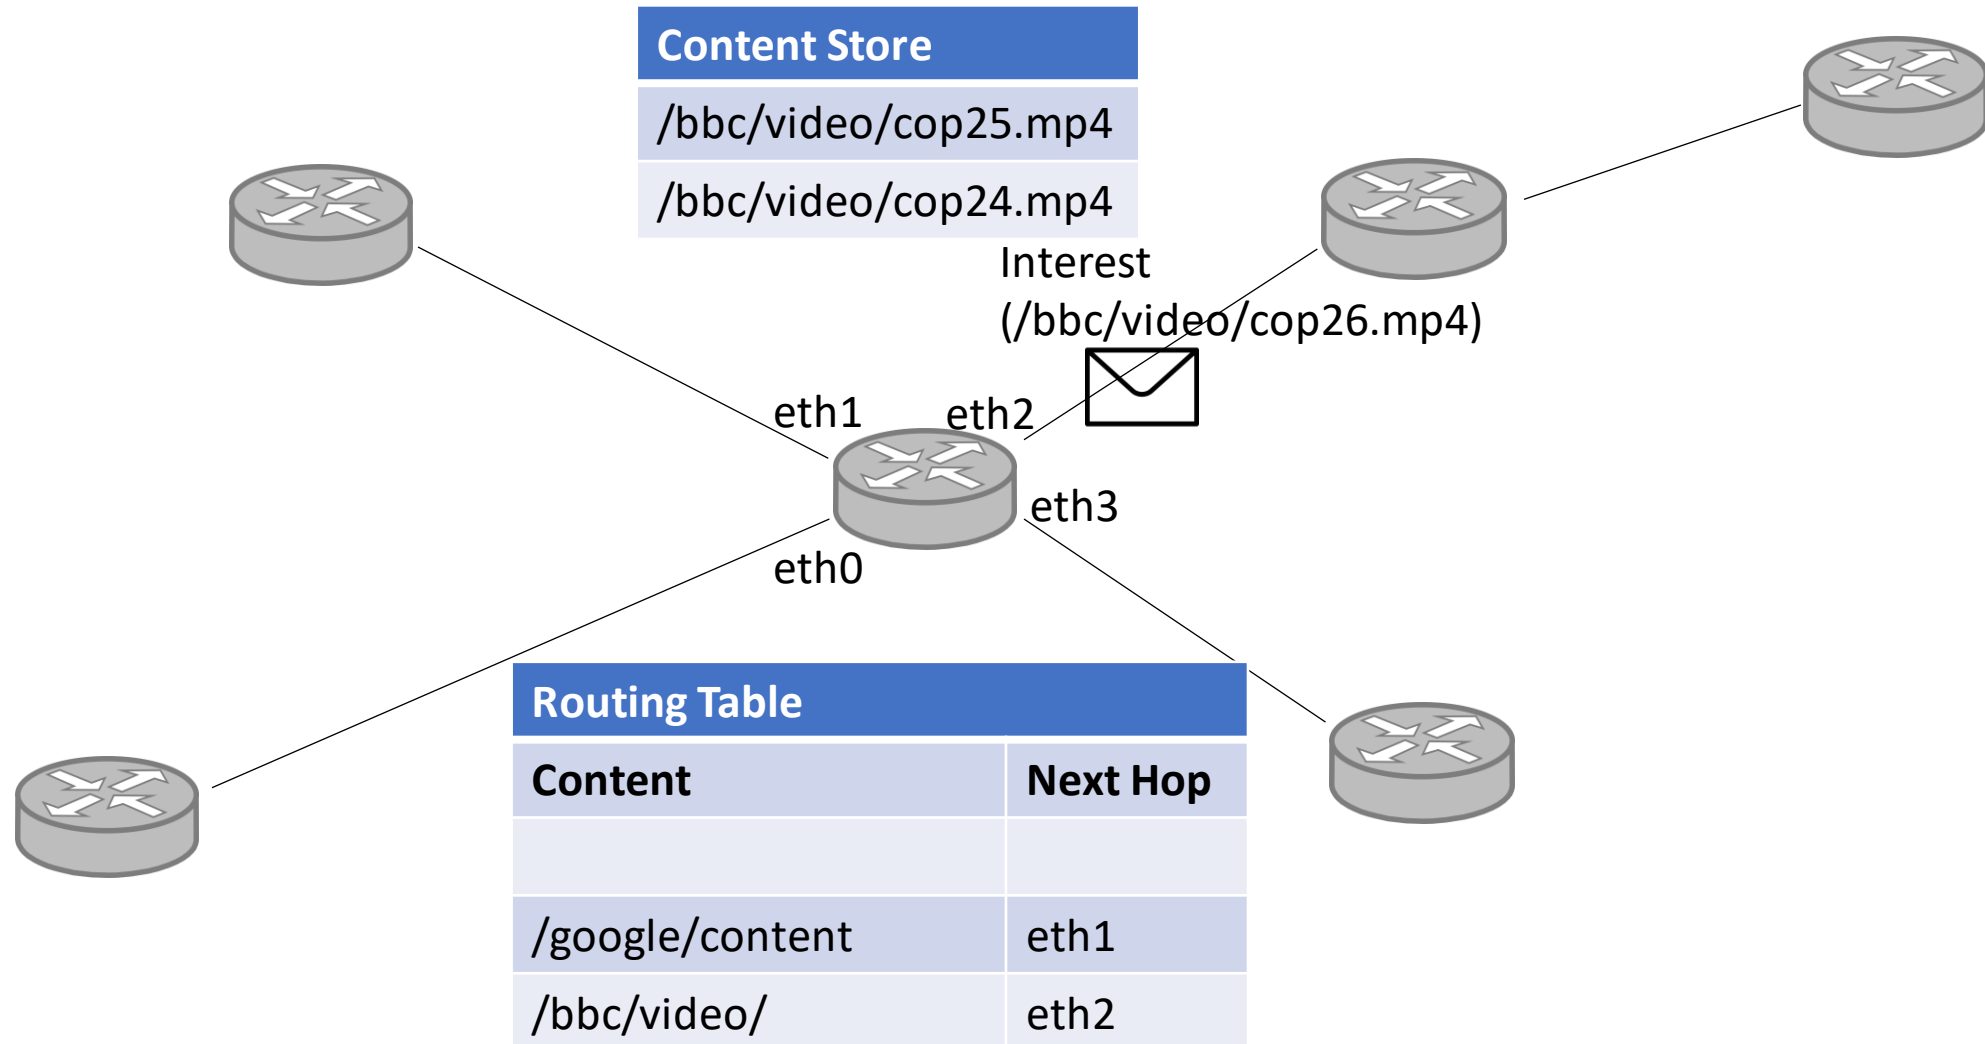 Content Store
/bbc/video/cop25.mp4
/bbc/video/cop24.mp4
Interest
(/bbc/video/cop26.mp4)
eth1
eth2
eth3
eth0
Routing Table
Content Next Hop
/google/content eth1
/bbc/video/ eth2